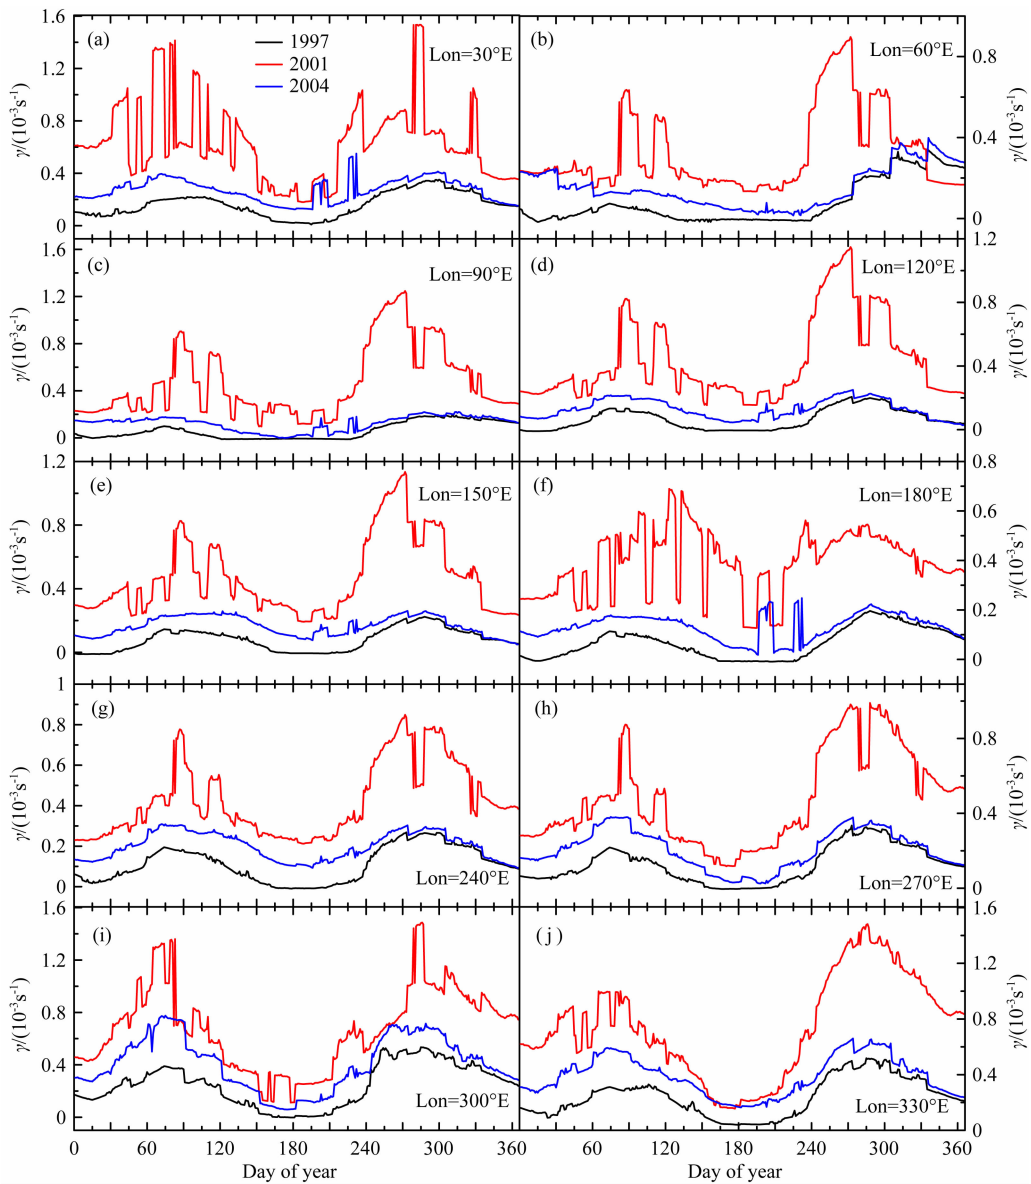 (a)
1997
2001
2004
Lon=30°E
1.6
1.2
0.8
0.4
0
γ/(10⁻³s⁻¹)
(b)
Lon=60°E
0.8
0.4
0
γ/(10⁻³s⁻¹)
(c)
Lon=90°E
1.6
1.2
0.8
0.4
0
γ/(10⁻³s⁻¹)
(d)
Lon=120°E
1.2
0.8
0.4
0
γ/(10⁻³s⁻¹)
(e)
Lon=150°E
1.2
0.8
0.4
0
γ/(10⁻³s⁻¹)
(f)
Lon=180°E
0.8
0.6
0.4
0.2
0
γ/(10⁻³s⁻¹)
(g)
Lon=240°E
1
0.8
0.6
0.4
0.2
0
γ/(10⁻³s⁻¹)
(h)
Lon=270°E
0.8
0.4
0
γ/(10⁻³s⁻¹)
(i)
Lon=300°E
1.6
1.2
0.8
0.4
0
γ/(10⁻³s⁻¹)
(j)
Lon=330°E
1.6
1.2
0.8
0.4
0
γ/(10⁻³s⁻¹)
0 60 120 180 240 300 360 60 120 180 240 300 360
Day of year Day of year